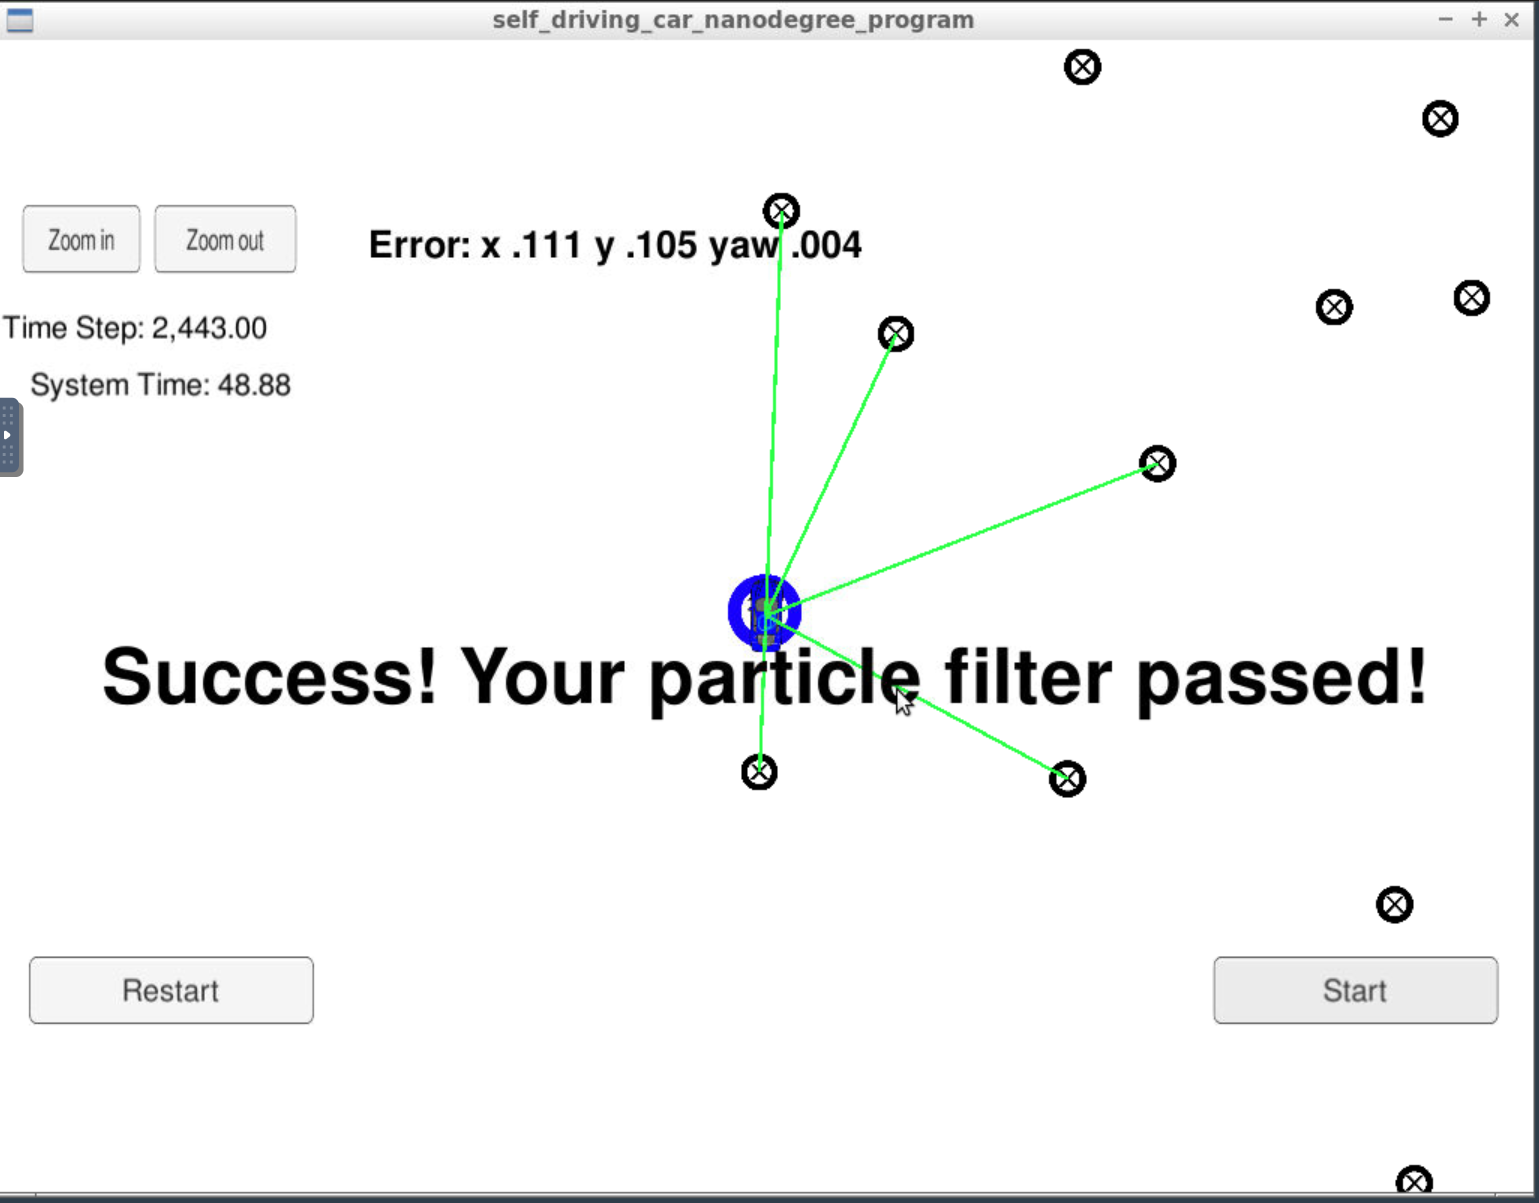 self_driving_car_nanodegree_program
Zoom in
Zoom out
Error: x .111 y .105 yaw .004
Time Step: 2,443.00
System Time: 48.88
Success! Your particle filter passed!
Restart
Start